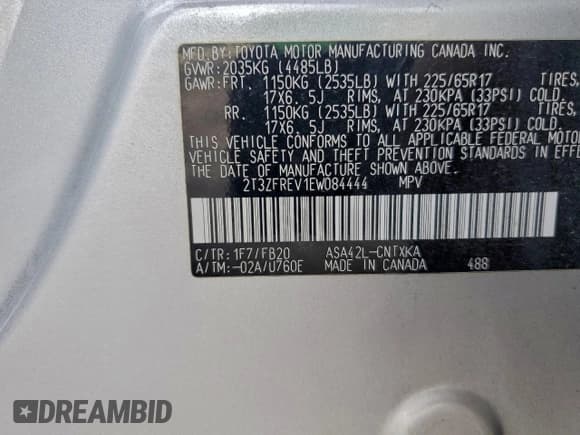 MFD.BY:TOYOTA MOTOR MANUFACTURING CANADA INC.
GVWR:2035KG (4485LB)
GAWR:FRT. 1150KG (2535LB) WITH 225/65R17 TIRES,
17X6. 5J RIMS, AT 230KPA (33PSI) COLD.
RR. 1150KG (2535LB) WITH 225/65R17 TIRES,
17X6. 5J RIMS, AT 230KPA (33PSI) COLD.
THIS VEHICLE CONFORMS TO ALL APPLICABLE FEDERAL MOTOR
VEHICLE SAFETY AND THEFT PREVENTION STANDARDS IN EFFE
THE DATE OF MANUFACTURE SHOWN ABOVE.
2T3ZFREV1EW084444 MPV
C/TR: 1F7/FB20 ASA42L-CNTXKA
A/TM:-02A/U760E MADE IN CANADA 488
DREAMBID